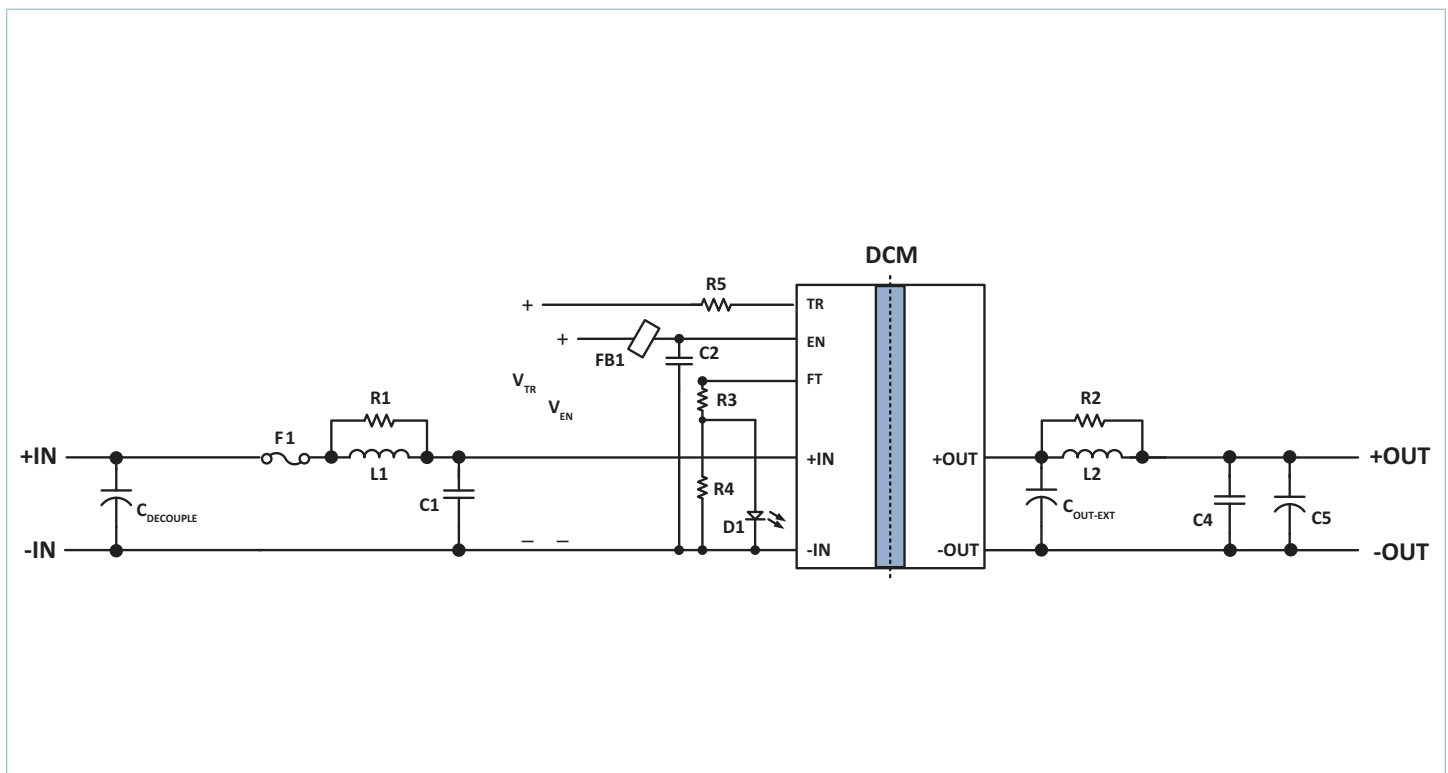 DCM
R5
+
TR
+
FB1
C2
EN
FT
V_TR
R3
V_EN
R1
R2
F1
+IN
L1
+IN
+OUT
L2
+OUT
C_DECOUPLE
C1
R4
C_OUT-EXT
C4
C5
D1
-IN
– –
-IN
-OUT
-OUT